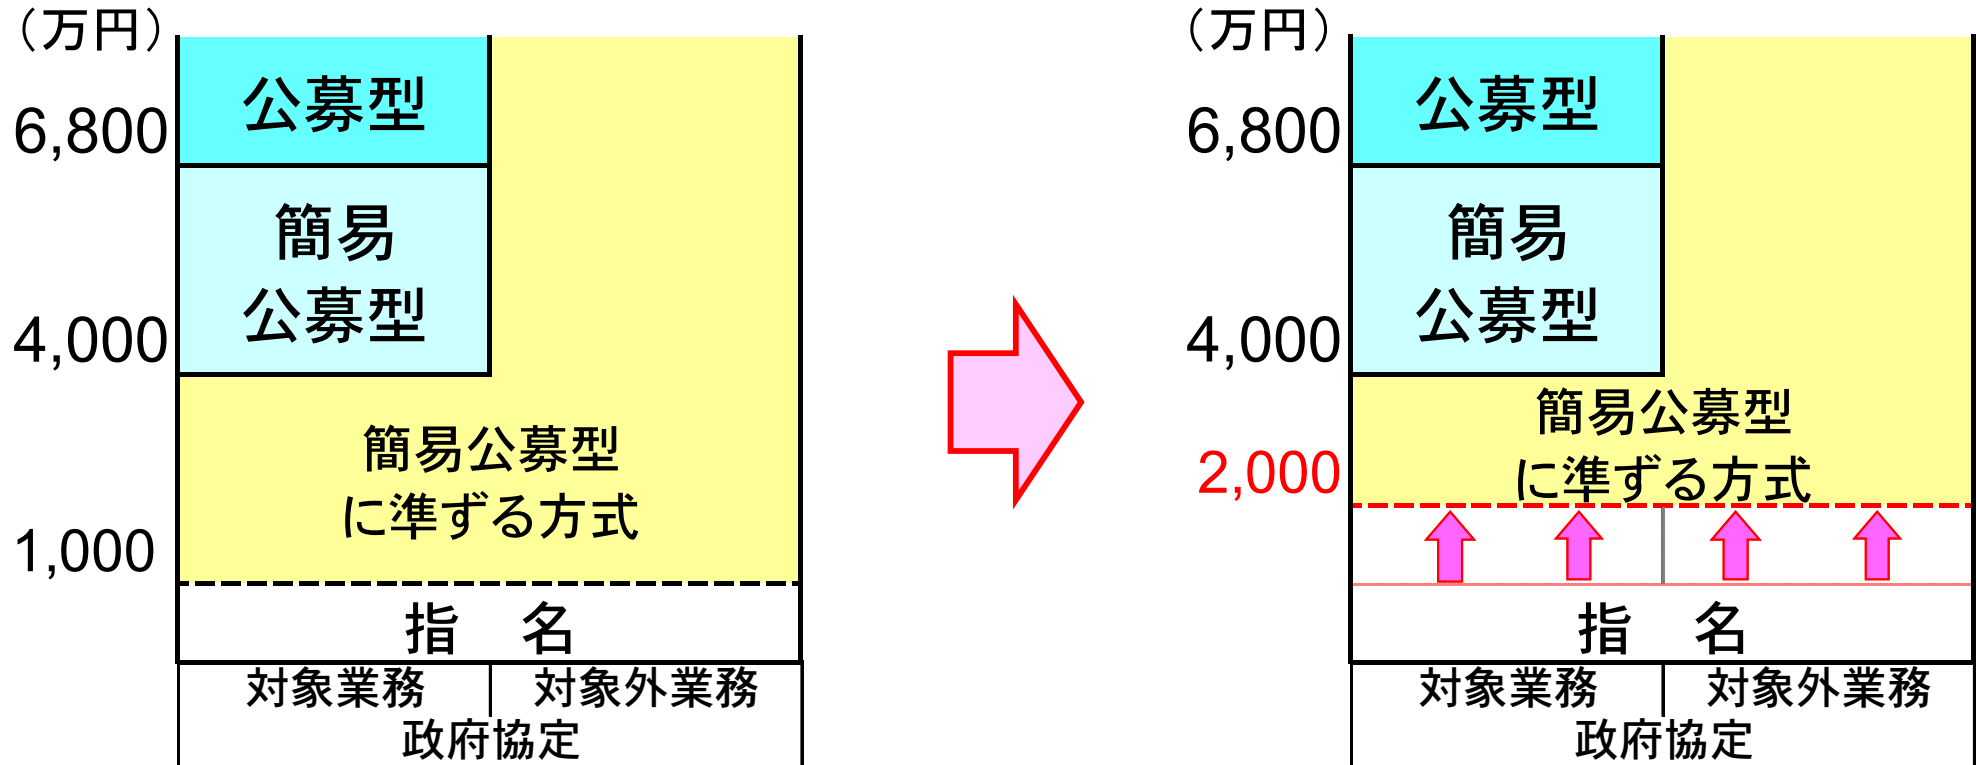 （万円）
公募型
6,800
簡易
公募型
4,000
簡易公募型
に準ずる方式
1,000
指　名
対象業務
対象外業務
政府協定
（万円）
公募型
6,800
簡易
公募型
4,000
簡易公募型
に準ずる方式
2,000
指　名
対象業務
対象外業務
政府協定